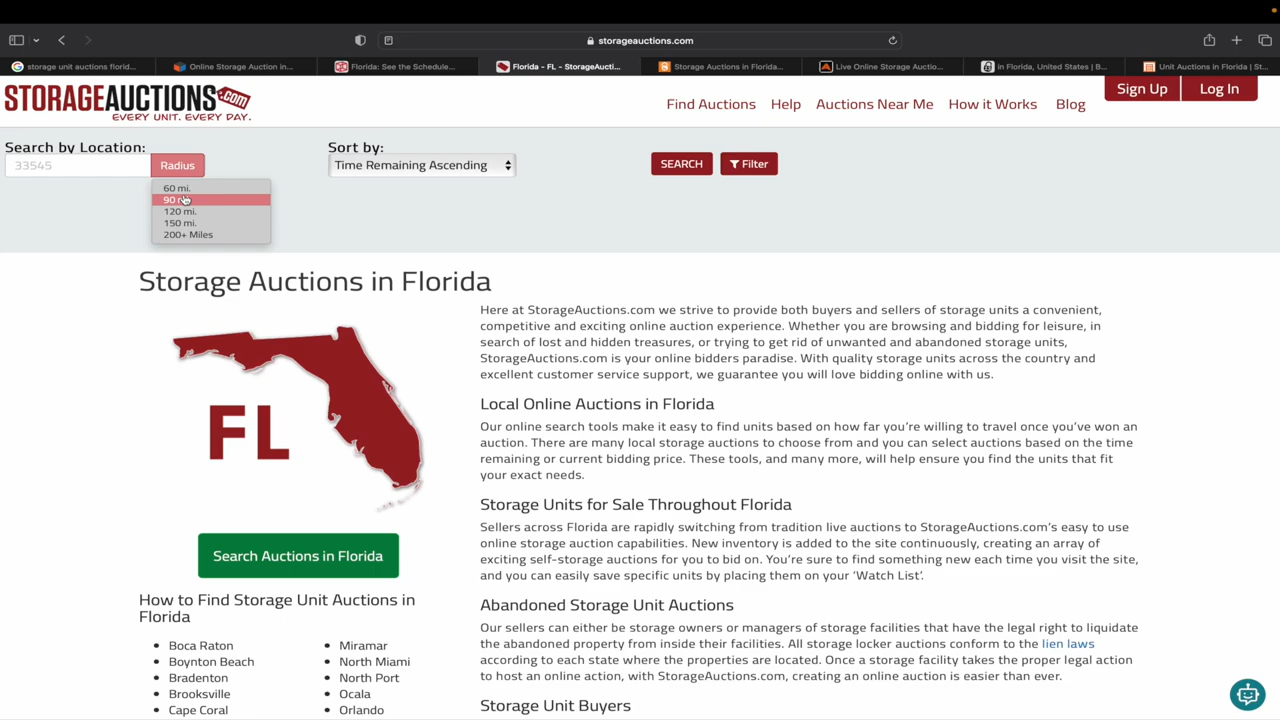 storageauctions.com
storage unit auctions florid...
Online Storage Auction in...
Florida: See the Schedule...
Florida - FL - StorageAucti...
Storage Auctions in Florida...
Live Online Storage Auctio...
in Florida, United States | B...
Unit Auctions in Florida | St...
STORAGEAUCTIONS.COM
EVERY UNIT. EVERY DAY.
Find Auctions
Help
Auctions Near Me
How it Works
Blog
Sign Up
Log In
Search by Location:
33545
Radius
Sort by:
Time Remaining Ascending
SEARCH
Filter
60 mi.
90
120 mi.
150 mi.
200+ Miles
Storage Auctions in Florida
FL
Search Auctions in Florida
How to Find Storage Unit Auctions in
Florida
Boca Raton
Boynton Beach
Bradenton
Brooksville
Cape Coral
Miramar
North Miami
North Port
Ocala
Orlando
Here at StorageAuctions.com we strive to provide both buyers and sellers of storage units a convenient,
competitive and exciting online auction experience. Whether you are browsing and bidding for leisure, in
search of lost and hidden treasures, or trying to get rid of unwanted and abandoned storage units,
StorageAuctions.com is your online bidders paradise. With quality storage units across the country and
excellent customer service support, we guarantee you will love bidding online with us.
Local Online Auctions in Florida
Our online search tools make it easy to find units based on how far you're willing to travel once you've won an
auction. There are many local storage auctions to choose from and you can select auctions based on the time
remaining or current bidding price. These tools, and many more, will help ensure you find the units that fit
your exact needs.
Storage Units for Sale Throughout Florida
Sellers across Florida are rapidly switching from tradition live auctions to StorageAuctions.com's easy to use
online storage auction capabilities. New inventory is added to the site continuously, creating an array of
exciting self-storage auctions for you to bid on. You're sure to find something new each time you visit the site,
and you can easily save specific units by placing them on your 'Watch List'.
Abandoned Storage Unit Auctions
Our sellers can either be storage owners or managers of storage facilities that have the legal right to liquidate
the abandoned property from inside their facilities. All storage locker auctions conform to the lien laws
according to each state where the properties are located. Once a storage facility takes the proper legal action
to host an online action, with StorageAuctions.com, creating an online auction is easier than ever.
Storage Unit Buyers